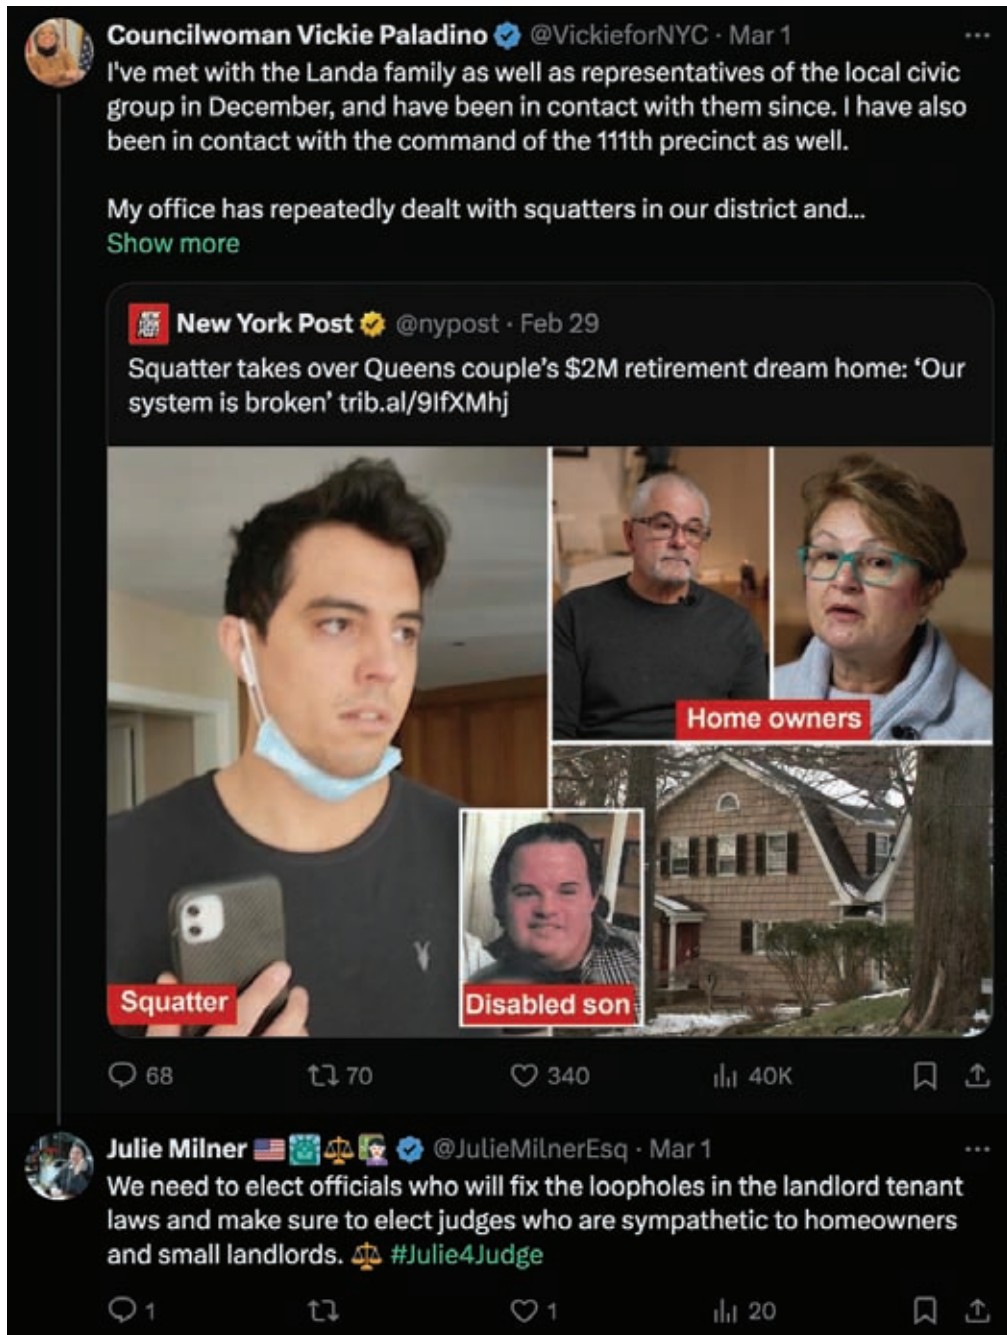 Councilwoman Vickie Paladino @VickieforNYC · Mar 1
I've met with the Landa family as well as representatives of the local civic
group in December, and have been in contact with them since. I have also
been in contact with the command of the 111th precinct as well.
My office has repeatedly dealt with squatters in our district and...
Show more
New York Post @nypost · Feb 29
Squatter takes over Queens couple's $2M retirement dream home: 'Our
system is broken' trib.al/9IfXMhj
Home owners
Squatter
Disabled son
68 70 340 40K
Julie Milner @JulieMilnerEsq · Mar 1
We need to elect officials who will fix the loopholes in the landlord tenant
laws and make sure to elect judges who are sympathetic to homeowners
and small landlords. ⚖️ #Julie4Judge
1 1 20